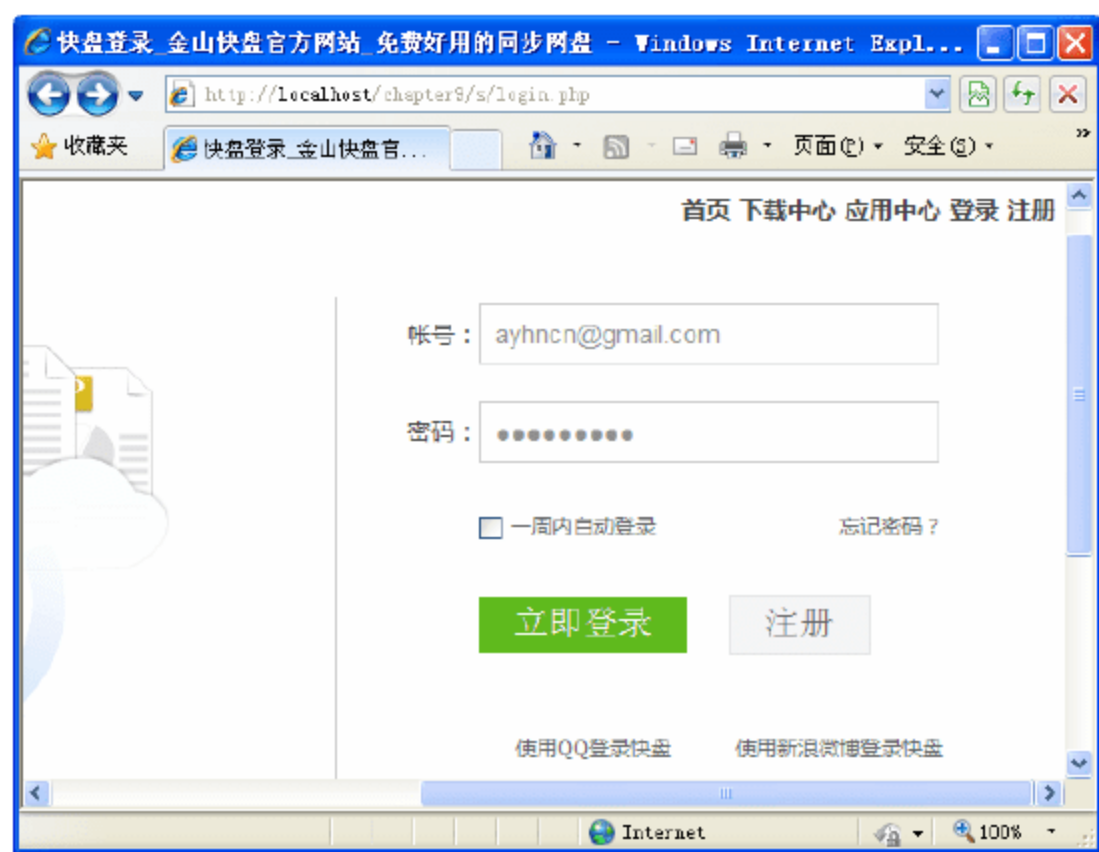 快盘登录_金山快盘官方网站_免费好用的同步网盘 - Windows Internet Expl...
http://localhost/chapter9/s/login.php
收藏夹 快盘登录_金山快盘官... 页面(P) 安全(S) »
首页 下载中心 应用中心 登录 注册
帐号： ayhncn@gmail.com
密码： ●●●●●●●●●
一周内自动登录 忘记密码？
立即登录 注册
使用QQ登录快盘 使用新浪微博登录快盘
Internet 100%